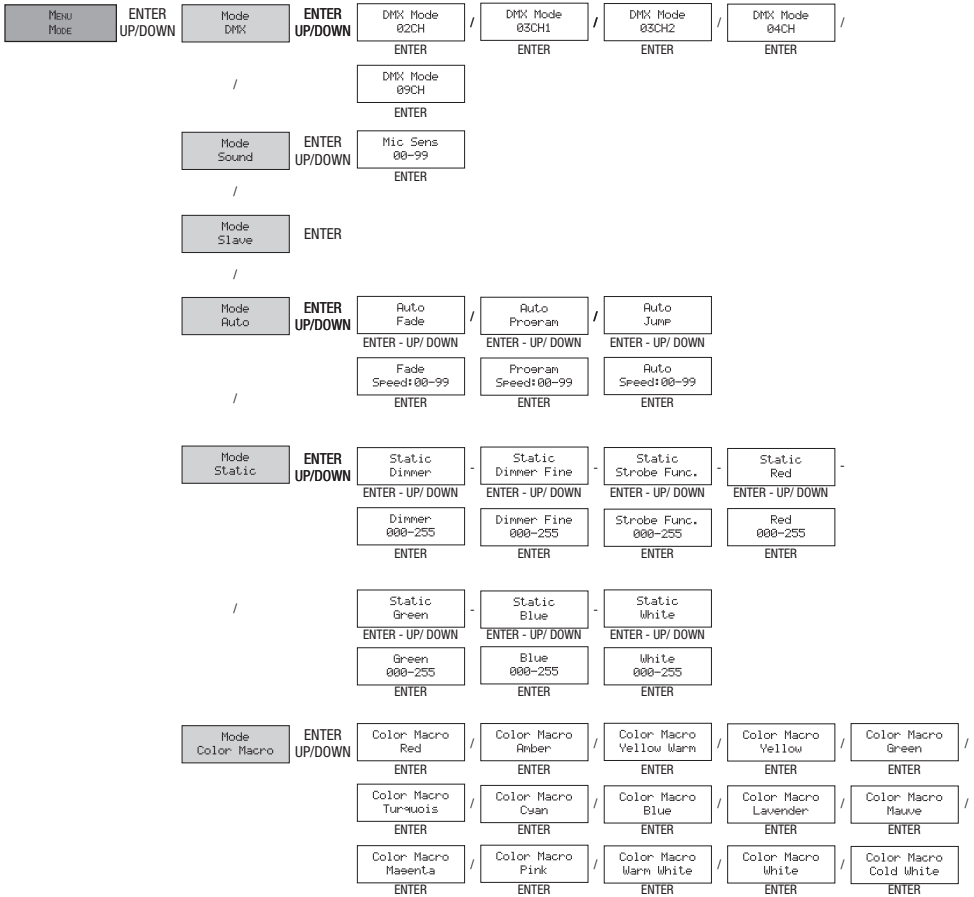 Menu ENTER Mode ENTER DMX Mode / DMX Mode / DMX Mode / DMX Mode /
Mode UP/DOWN DMX UP/DOWN 02CH 03CH1 03CH2 04CH
ENTER ENTER ENTER ENTER
/ DMX Mode
09CH
ENTER
Mode ENTER Mic Sens
Sound UP/DOWN 00-99
ENTER
/
Mode ENTER
Slave
/
Mode ENTER Auto / Auto / Auto
Auto UP/DOWN Fade Program Jump
ENTER - UP/ DOWN ENTER - UP/ DOWN ENTER - UP/ DOWN
Fade Program Auto
Speed:00-99 Speed:00-99 Speed:00-99
/ ENTER ENTER ENTER
Mode ENTER Static - Static - Static - Static -
Static UP/DOWN Dimmer Dimmer Fine Strobe Func. Red
ENTER - UP/ DOWN ENTER - UP/ DOWN ENTER - UP/ DOWN ENTER - UP/ DOWN
Dimmer Dimmer Fine Strobe Func. Red
000-255 000-255 000-255 000-255
ENTER ENTER ENTER ENTER
/ Static - Static - Static
Green Blue White
ENTER - UP/ DOWN ENTER - UP/ DOWN ENTER - UP/ DOWN
Green Blue White
000-255 000-255 000-255
ENTER ENTER ENTER
Mode ENTER Color Macro / Color Macro / Color Macro / Color Macro / Color Macro /
Color Macro UP/DOWN Red Amber Yellow Warm Yellow Green
ENTER ENTER ENTER ENTER ENTER
Color Macro / Color Macro / Color Macro / Color Macro / Color Macro /
Turquois Cyan Blue Lavender Mauve
ENTER ENTER ENTER ENTER ENTER
Color Macro / Color Macro / Color Macro / Color Macro / Color Macro
Magenta Pink Warm White White Cold White
ENTER ENTER ENTER ENTER ENTER